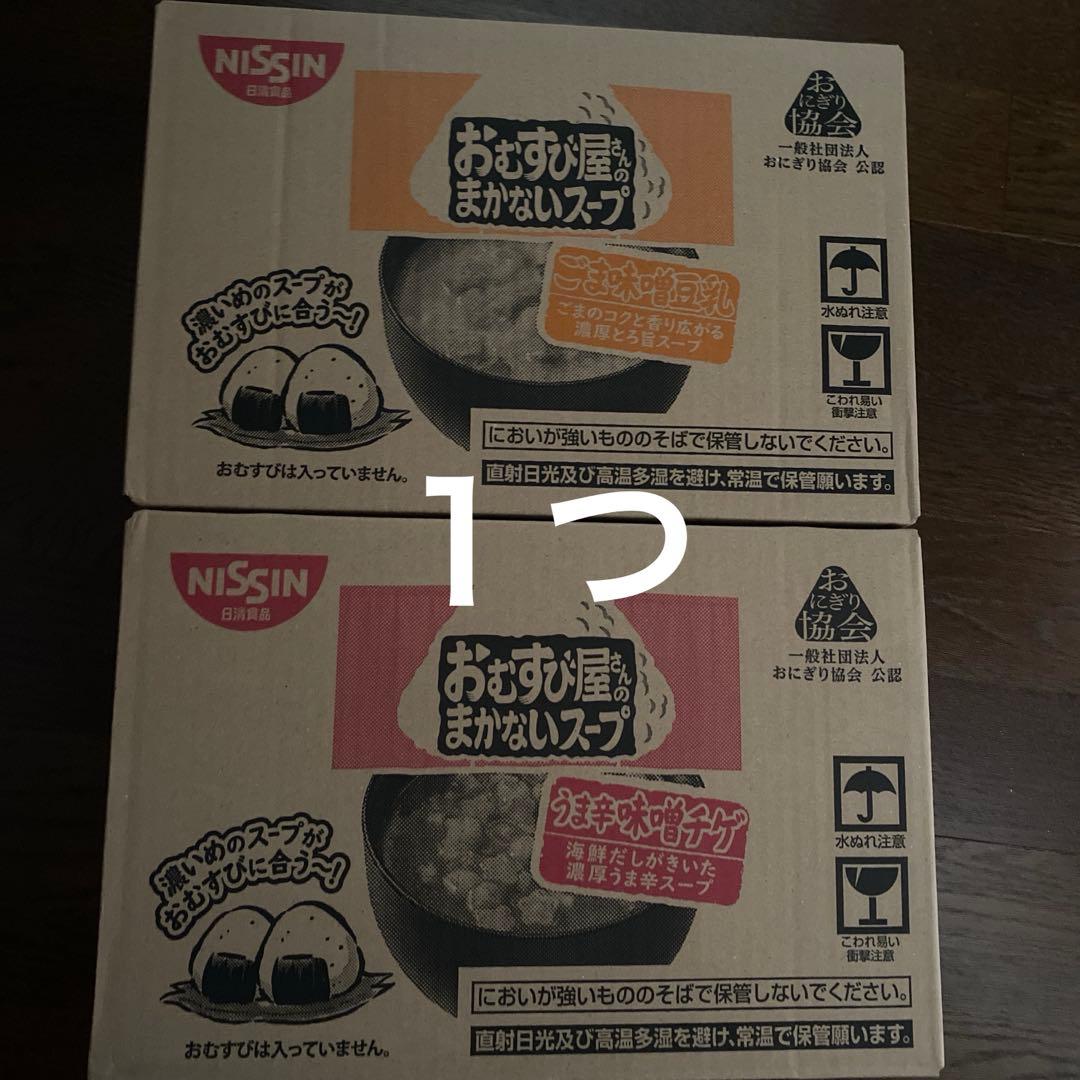 NISSIN
日清食品
おむすび屋さんの
まかないスープ
おにぎり
協会
一般社団法人
おにぎり協会 公認
ごま味噌豆乳
ごまのコクと香り広がる
濃厚とろ旨スープ
濃いめのスープが
おむすびに合う〜!
水ぬれ注意
こわれ易い
衝撃注意
おむすびは入っていません。
においが強いもののそばで保管しないでください。
直射日光及び高温多湿を避け、常温で保管願います。
1つ
NISSIN
日清食品
おむすび屋さんの
まかないスープ
おにぎり
協会
一般社団法人
おにぎり協会 公認
うま辛味噌チゲ
海鮮だしがきいた
濃厚うま辛スープ
濃いめのスープが
おむすびに合う〜!
水ぬれ注意
こわれ易い
衝撃注意
おむすびは入っていません。
においが強いもののそばで保管しないでください。
直射日光及び高温多湿を避け、常温で保管願います。